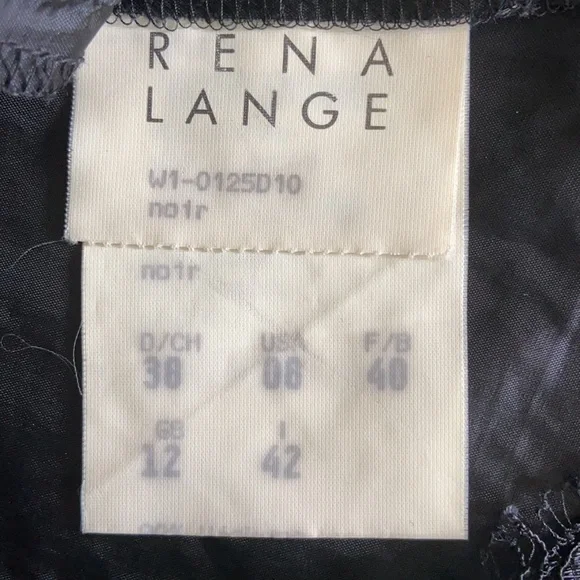 RENA
LANGE
W1-0125D10
noir
noir
D/CH USA F/B
38 08 40
GB I
12 42